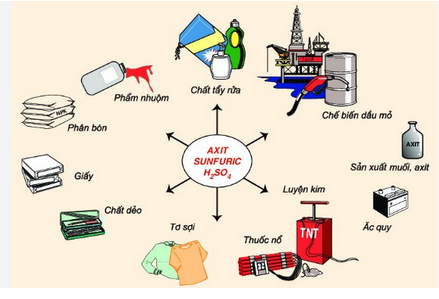 Chất tẩy rửa
Phẩm nhuộm
Chế biến dầu mỏ
NPK
Phân bón
AXIT
SUNFURIC
H₂SO₄
AXIT
Sản xuất muối, axit
Giấy
Luyện kim
Chất dẻo
TNT
Ắc quy
Tơ sợi
Thuốc nổ